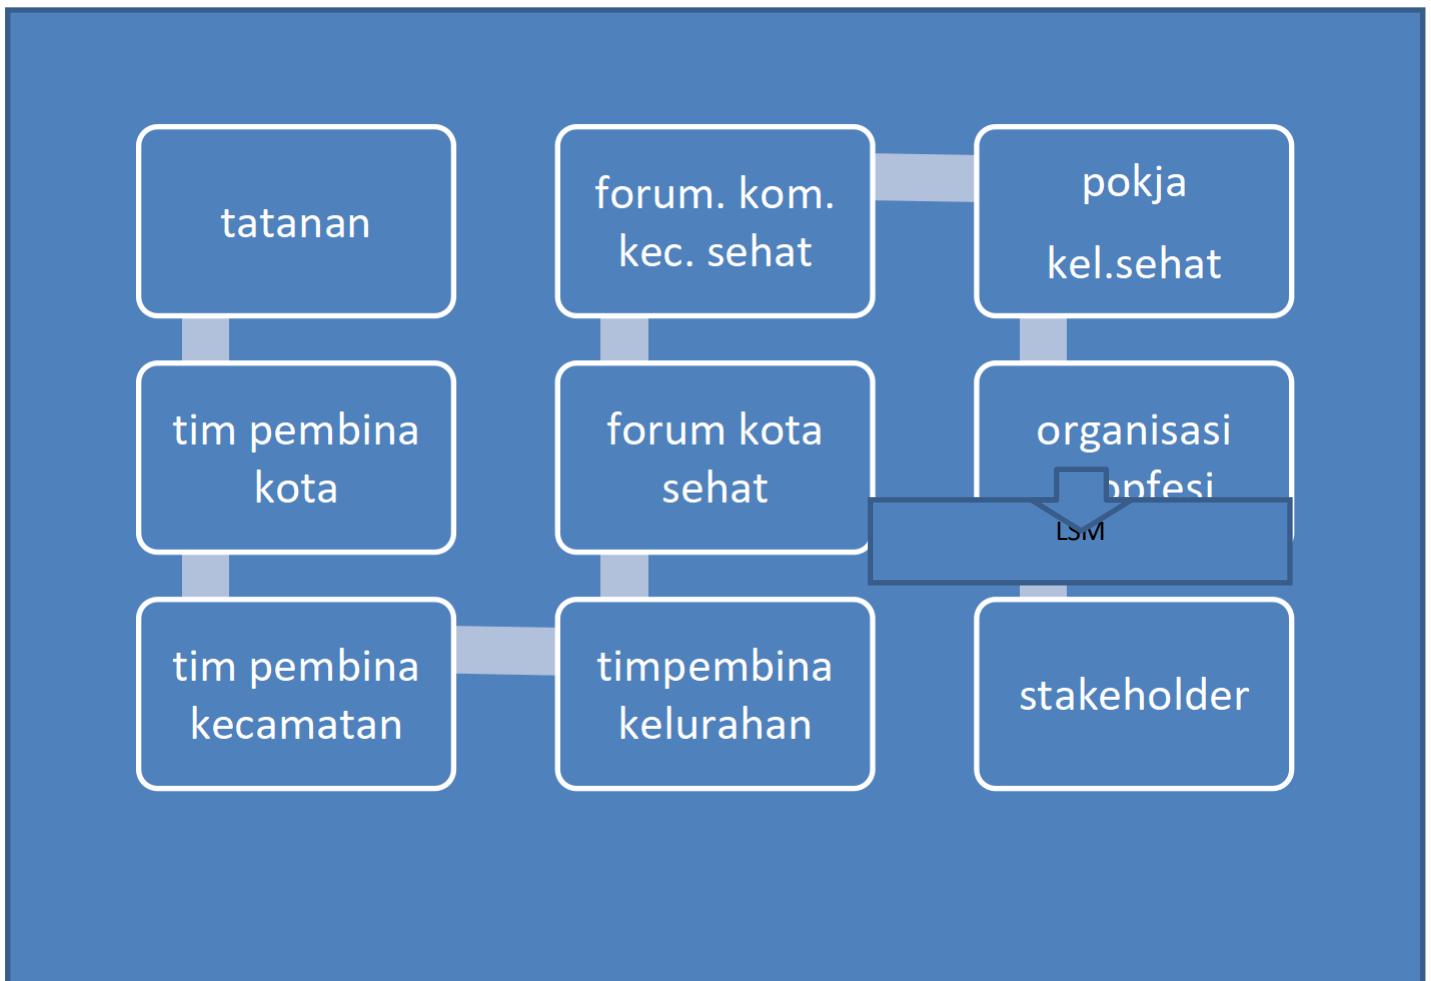 tatanan
tim pembina
kota
tim pembina
kecamatan
timpembina
kelurahan
forum kota
sehat
forum. kom.
kec. sehat
pokja
kel.sehat
organisasi
LSM
stakeholder